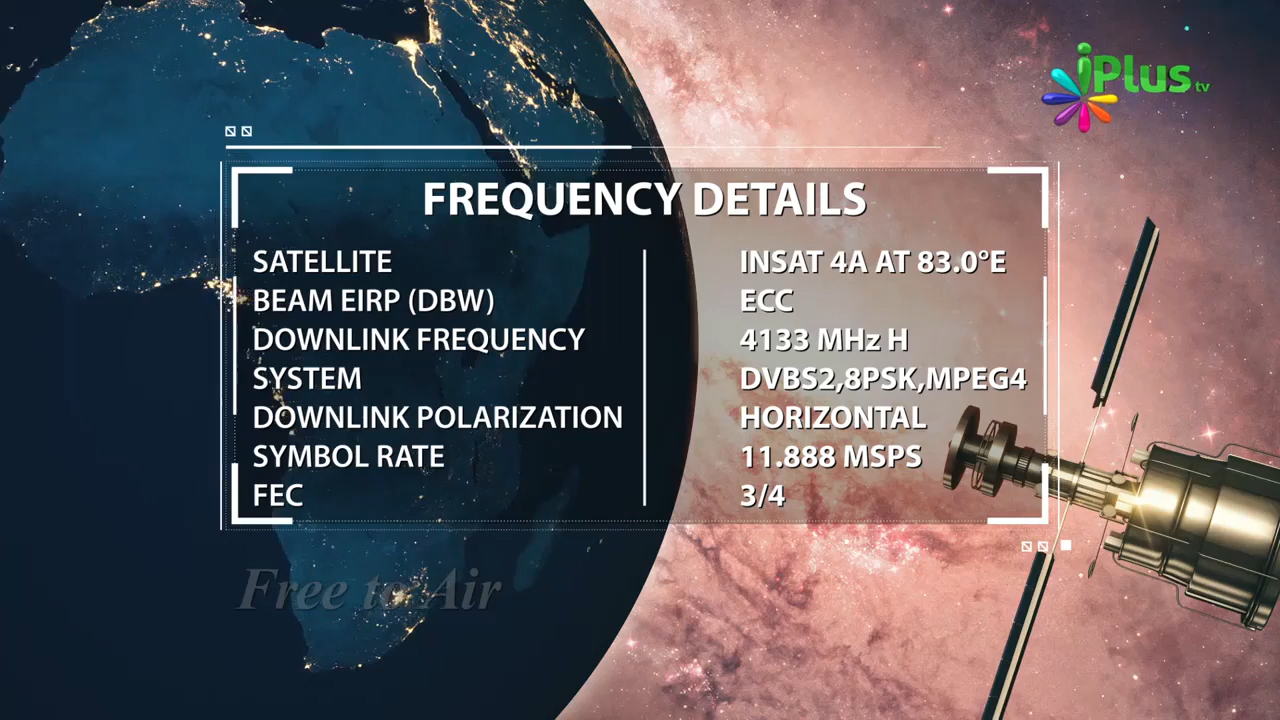 iPlus tv
FREQUENCY DETAILS
SATELLITE INSAT 4A AT 83.0°E
BEAM EIRP (DBW) ECC
DOWNLINK FREQUENCY 4133 MHz H
SYSTEM DVBS2,8PSK,MPEG4
DOWNLINK POLARIZATION HORIZONTAL
SYMBOL RATE 11.888 MSPS
FEC 3/4
Free to Air